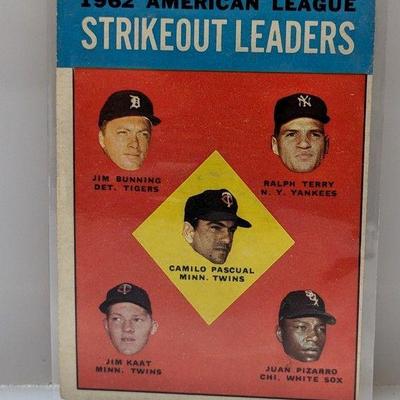 1962 AMERICAN LEAGUE
STRIKEOUT LEADERS
JIM BUNNING
DET. TIGERS
RALPH TERRY
N. Y. YANKEES
CAMILO PASCUAL
MINN. TWINS
JIM KAAT
MINN. TWINS
JUAN PIZARRO
CHI. WHITE SOX